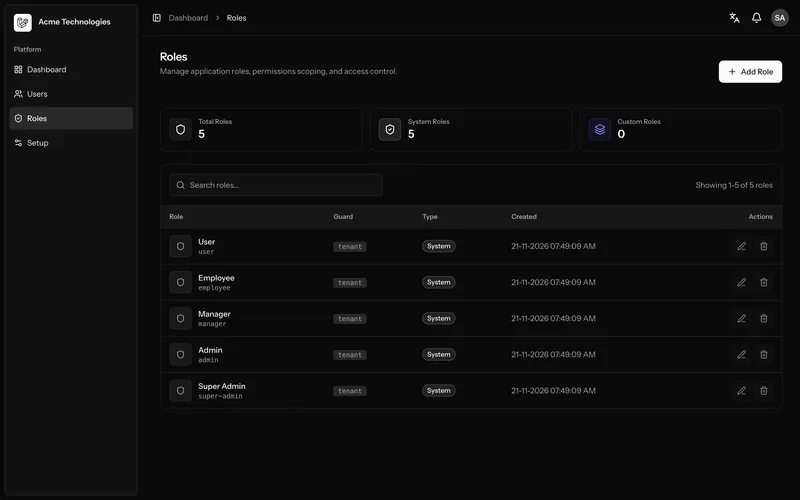 Acme Technologies
Platform
Dashboard
Users
Roles
Setup
Dashboard > Roles
SA
Roles
Manage application roles, permissions scoping, and access control.
+ Add Role
Total Roles
5
System Roles
5
Custom Roles
0
Search roles...
Showing 1-5 of 5 roles
Role Guard Type Created Actions
User
user
tenant System 21-11-2026 07:49:09 AM
Employee
employee
tenant System 21-11-2026 07:49:09 AM
Manager
manager
tenant System 21-11-2026 07:49:09 AM
Admin
admin
tenant System 21-11-2026 07:49:09 AM
Super Admin
super-admin
tenant System 21-11-2026 07:49:09 AM